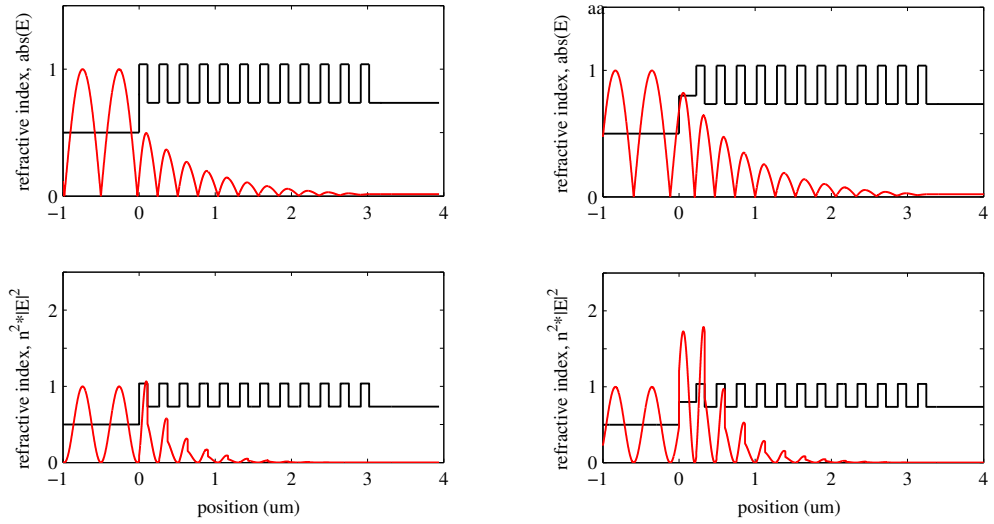 refractive index, abs(E)
1
0
−1 0 1 2 3 4
aa
refractive index, abs(E)
1
0
−1 0 1 2 3 4
refractive index, n²*|E|²
2
1
0
−1 0 1 2 3 4
position (um)
refractive index, n²*|E|²
2
1
0
−1 0 1 2 3 4
position (um)